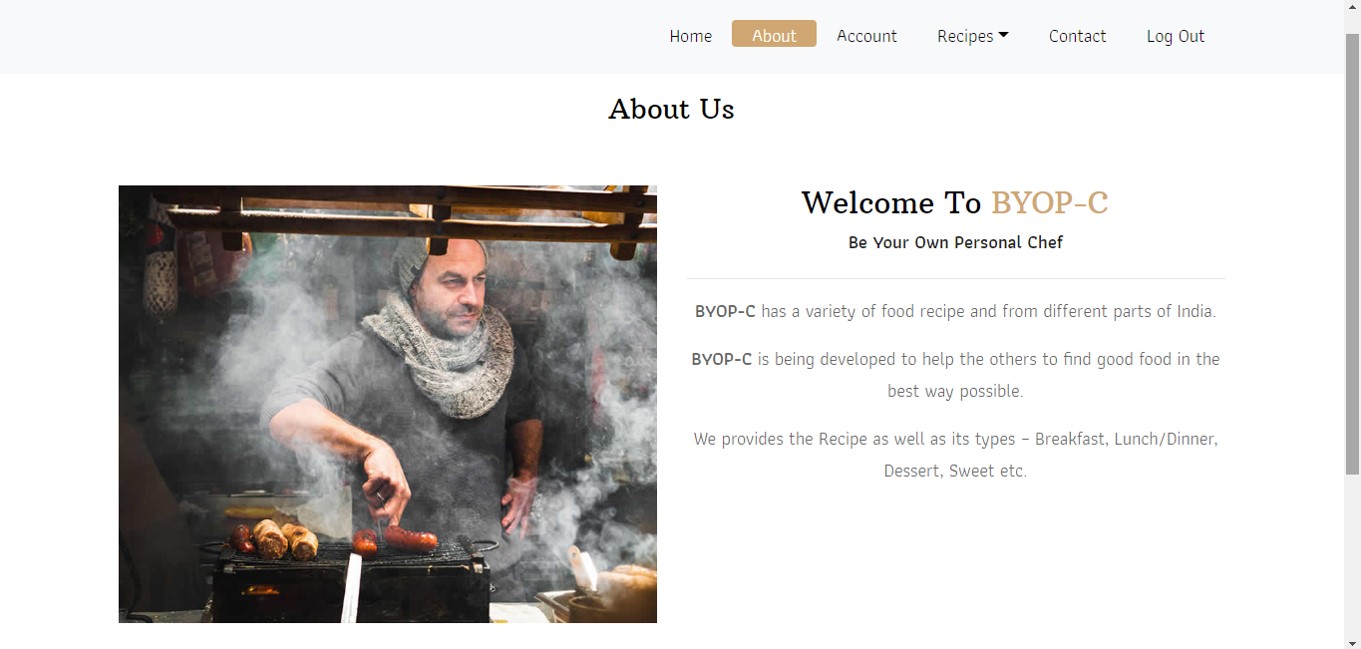 Home About Account Recipes Contact Log Out
About Us
Welcome To BYOP-C
Be Your Own Personal Chef
BYOP-C has a variety of food recipe and from different parts of India.
BYOP-C is being developed to help the others to find good food in the
best way possible.
We provides the Recipe as well as its types – Breakfast, Lunch/Dinner,
Dessert, Sweet etc.